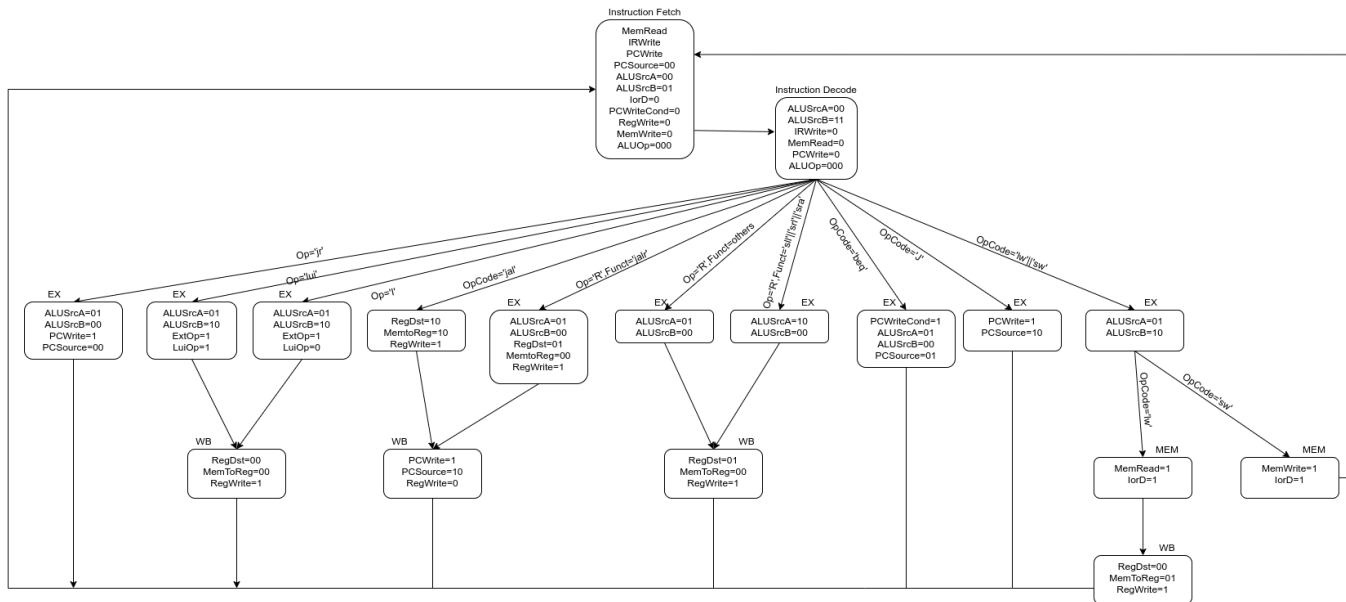 Instruction Fetch
MemRead
IRWrite
PCWrite
PCSource=00
ALUSrcA=00
ALUSrcB=01
IorD=0
PCWriteCond=0
RegWrite=0
MemWrite=0
ALUOp=000
Instruction Decode
ALUSrcA=00
ALUSrcB=11
IRWrite=0
MemRead=0
PCWrite=0
ALUOp=000
Op='jr'
Op='lui'
Op='I'
OpCode='jal'
Op='R',Funct='jalr'
Op='R',Funct=others
Op='R',Funct='sll'||'srl'||'sra'
OpCode='beq'
OpCode='J'
OpCode='lw'||'sw'
EX
ALUSrcA=01
ALUSrcB=00
PCWrite=1
PCSource=00
EX
ALUSrcA=01
ALUSrcB=10
ExtOp=1
LuiOp=1
EX
ALUSrcA=01
ALUSrcB=10
ExtOp=1
LuiOp=0
RegDst=10
MemtoReg=10
RegWrite=1
EX
ALUSrcA=01
ALUSrcB=00
RegDst=01
MemtoReg=00
RegWrite=1
EX
ALUSrcA=01
ALUSrcB=00
EX
ALUSrcA=10
ALUSrcB=00
EX
PCWriteCond=1
ALUSrcA=01
ALUSrcB=00
PCSource=01
EX
PCWrite=1
PCSource=10
EX
ALUSrcA=01
ALUSrcB=10
OpCode='lw'
OpCode='sw'
WB
RegDst=00
MemToReg=00
RegWrite=1
WB
PCWrite=1
PCSource=10
RegWrite=0
WB
RegDst=01
MemToReg=00
RegWrite=1
MEM
MemRead=1
IorD=1
MEM
MemWrite=1
IorD=1
WB
RegDst=00
MemToReg=01
RegWrite=1